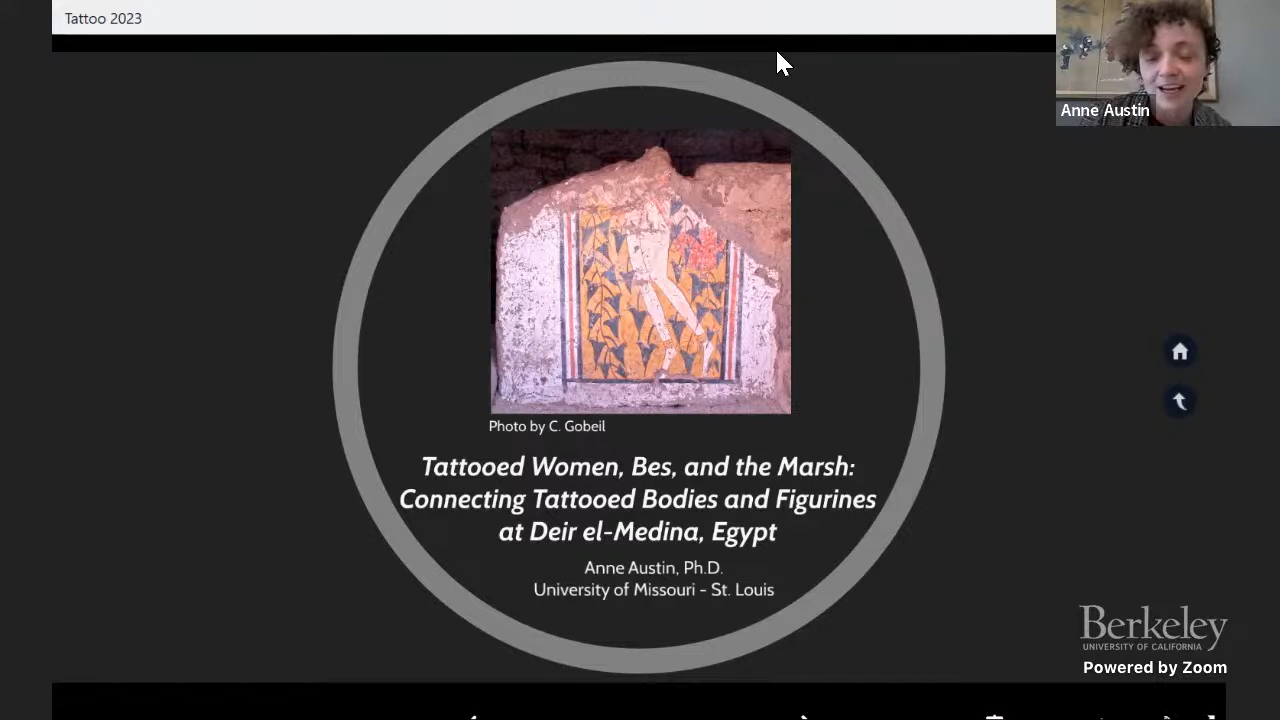 Tattoo 2023
Anne Austin
Photo by C. Gobeil
Tattooed Women, Bes, and the Marsh:
Connecting Tattooed Bodies and Figurines
at Deir el-Medina, Egypt
Anne Austin, Ph.D.
University of Missouri - St. Louis
Berkeley
UNIVERSITY OF CALIFORNIA
Powered by Zoom